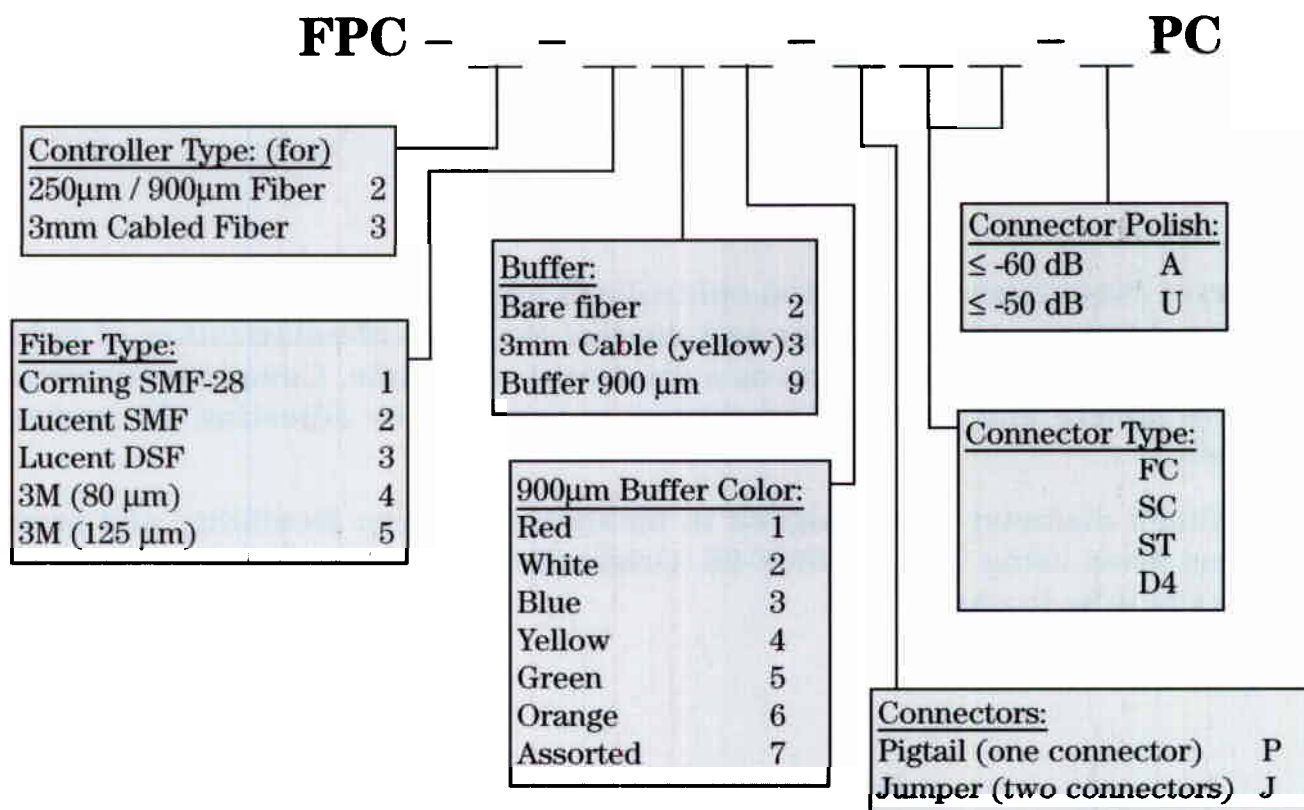 FPC – _ – _ _ _ – _ _ _ – _ PC
Controller Type: (for)
250µm / 900µm Fiber 2
3mm Cabled Fiber 3
Fiber Type:
Corning SMF-28 1
Lucent SMF 2
Lucent DSF 3
3M (80 µm) 4
3M (125 µm) 5
Buffer:
Bare fiber 2
3mm Cable (yellow) 3
Buffer 900 µm 9
900µm Buffer Color:
Red 1
White 2
Blue 3
Yellow 4
Green 5
Orange 6
Assorted 7
Connector Polish:
≤ -60 dB A
≤ -50 dB U
Connector Type:
FC
SC
ST
D4
Connectors:
Pigtail (one connector) P
Jumper (two connectors) J